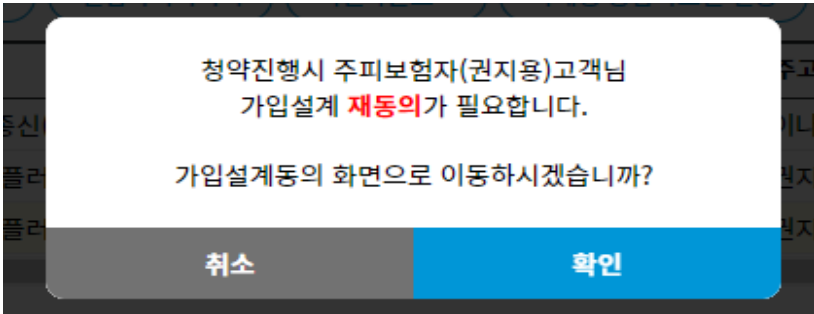 청약진행시 주피보험자(권지용)고객님
가입설계 재동의가 필요합니다.
가입설계동의 화면으로 이동하시겠습니까?
취소
확인